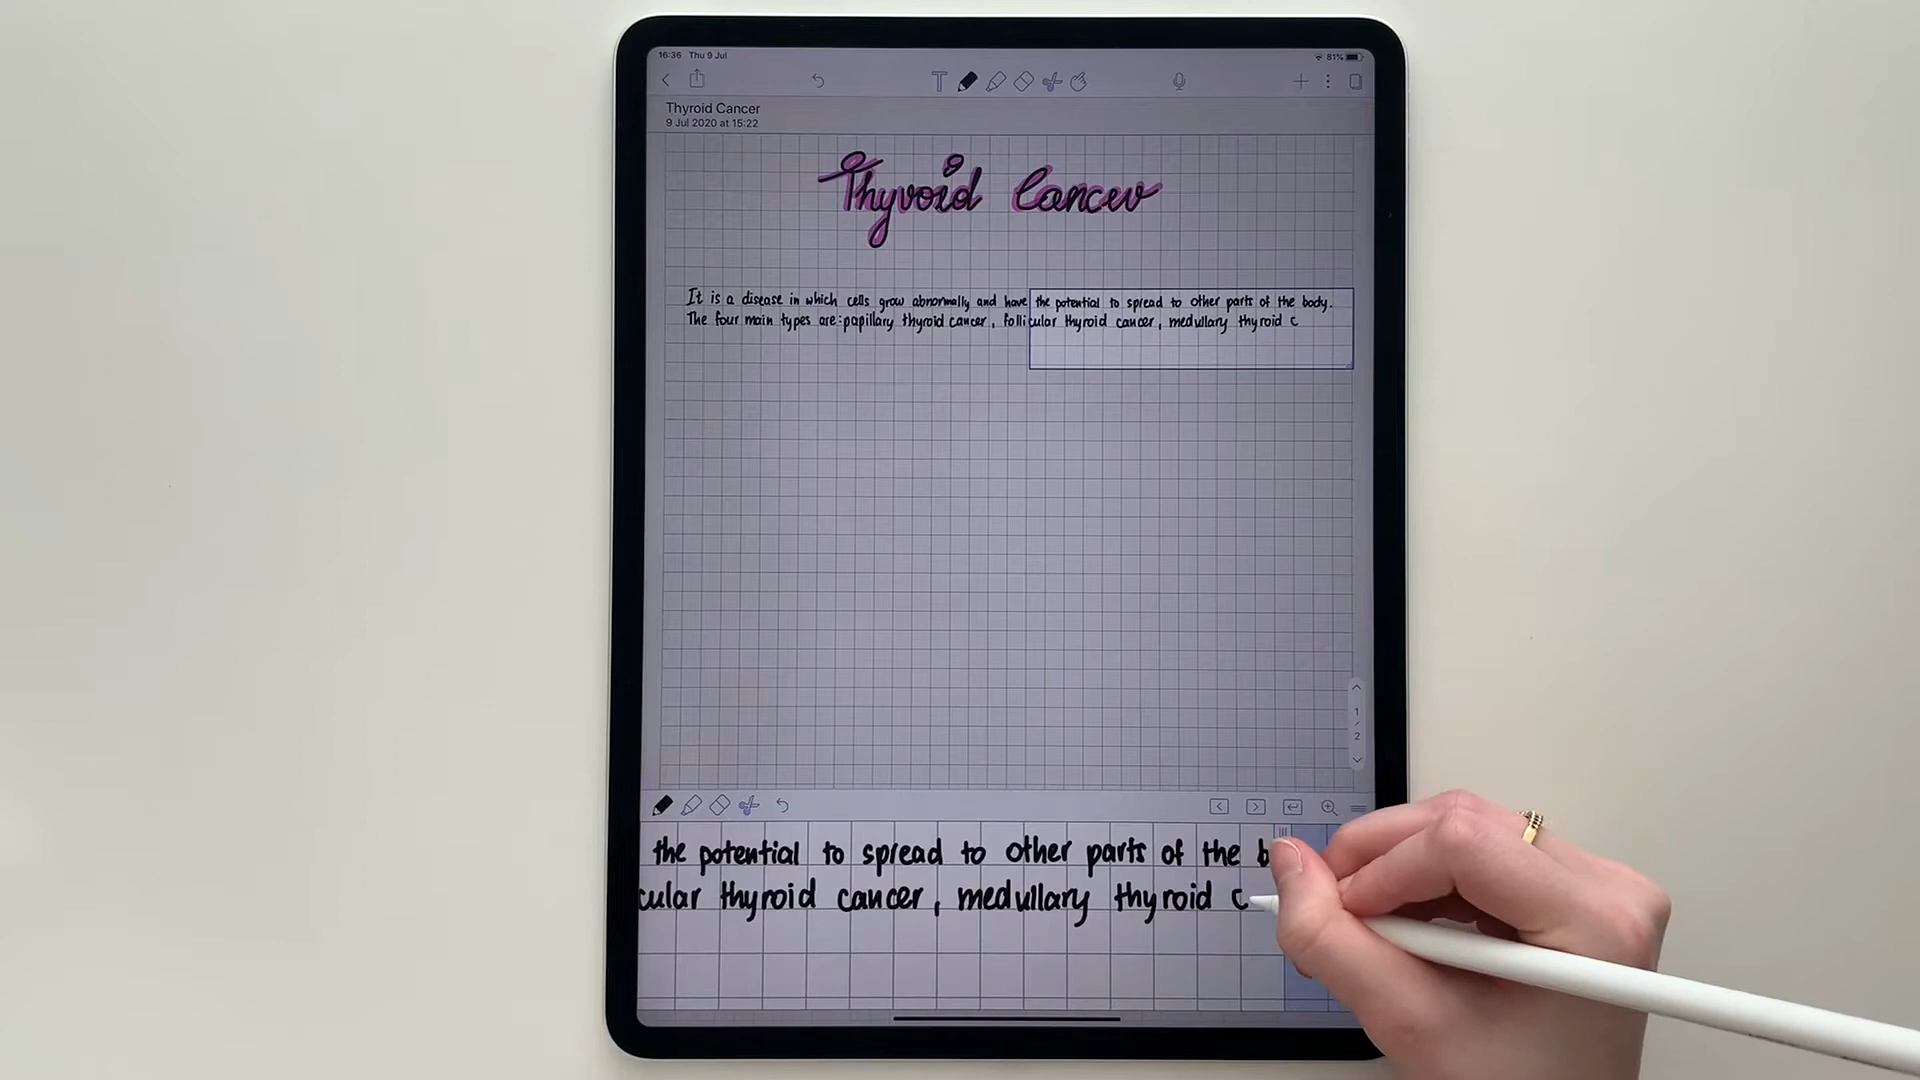 16:36 Thu 9 Jul
81%
Thyroid Cancer
9 Jul 2020 at 15:22
Thyroid Cancer
It is a disease in which cells grow abnormally and have the potential to spread to other parts of the body.
The four main types are: papillary thyroid cancer, follicular thyroid cancer, medullary thyroid c
1
/
2
the potential to spread to other parts of the b
cular thyroid cancer, medullary thyroid c